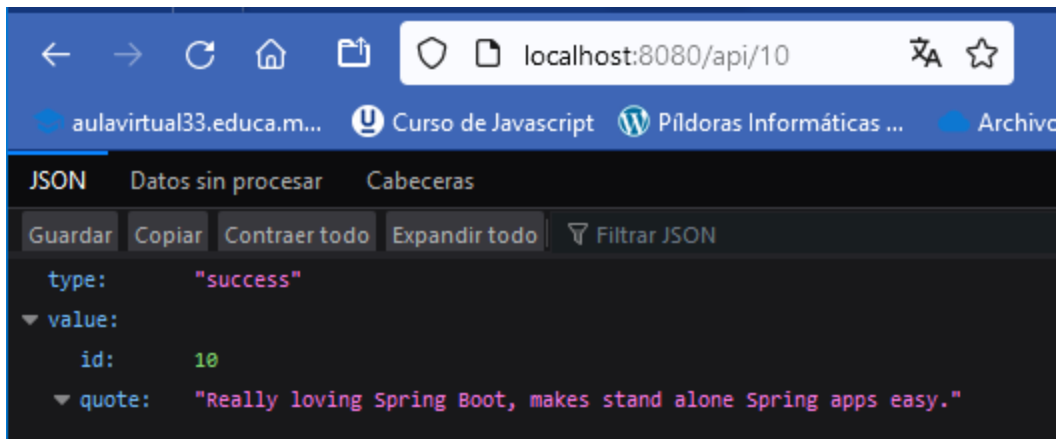 localhost:8080/api/10
aulavirtual33.educa.m... Curso de Javascript Píldoras Informáticas ... Archivo
JSON Datos sin procesar Cabeceras
Guardar Copiar Contraer todo Expandir todo Filtrar JSON
type: "success"
value:
id: 10
quote: "Really loving Spring Boot, makes stand alone Spring apps easy."